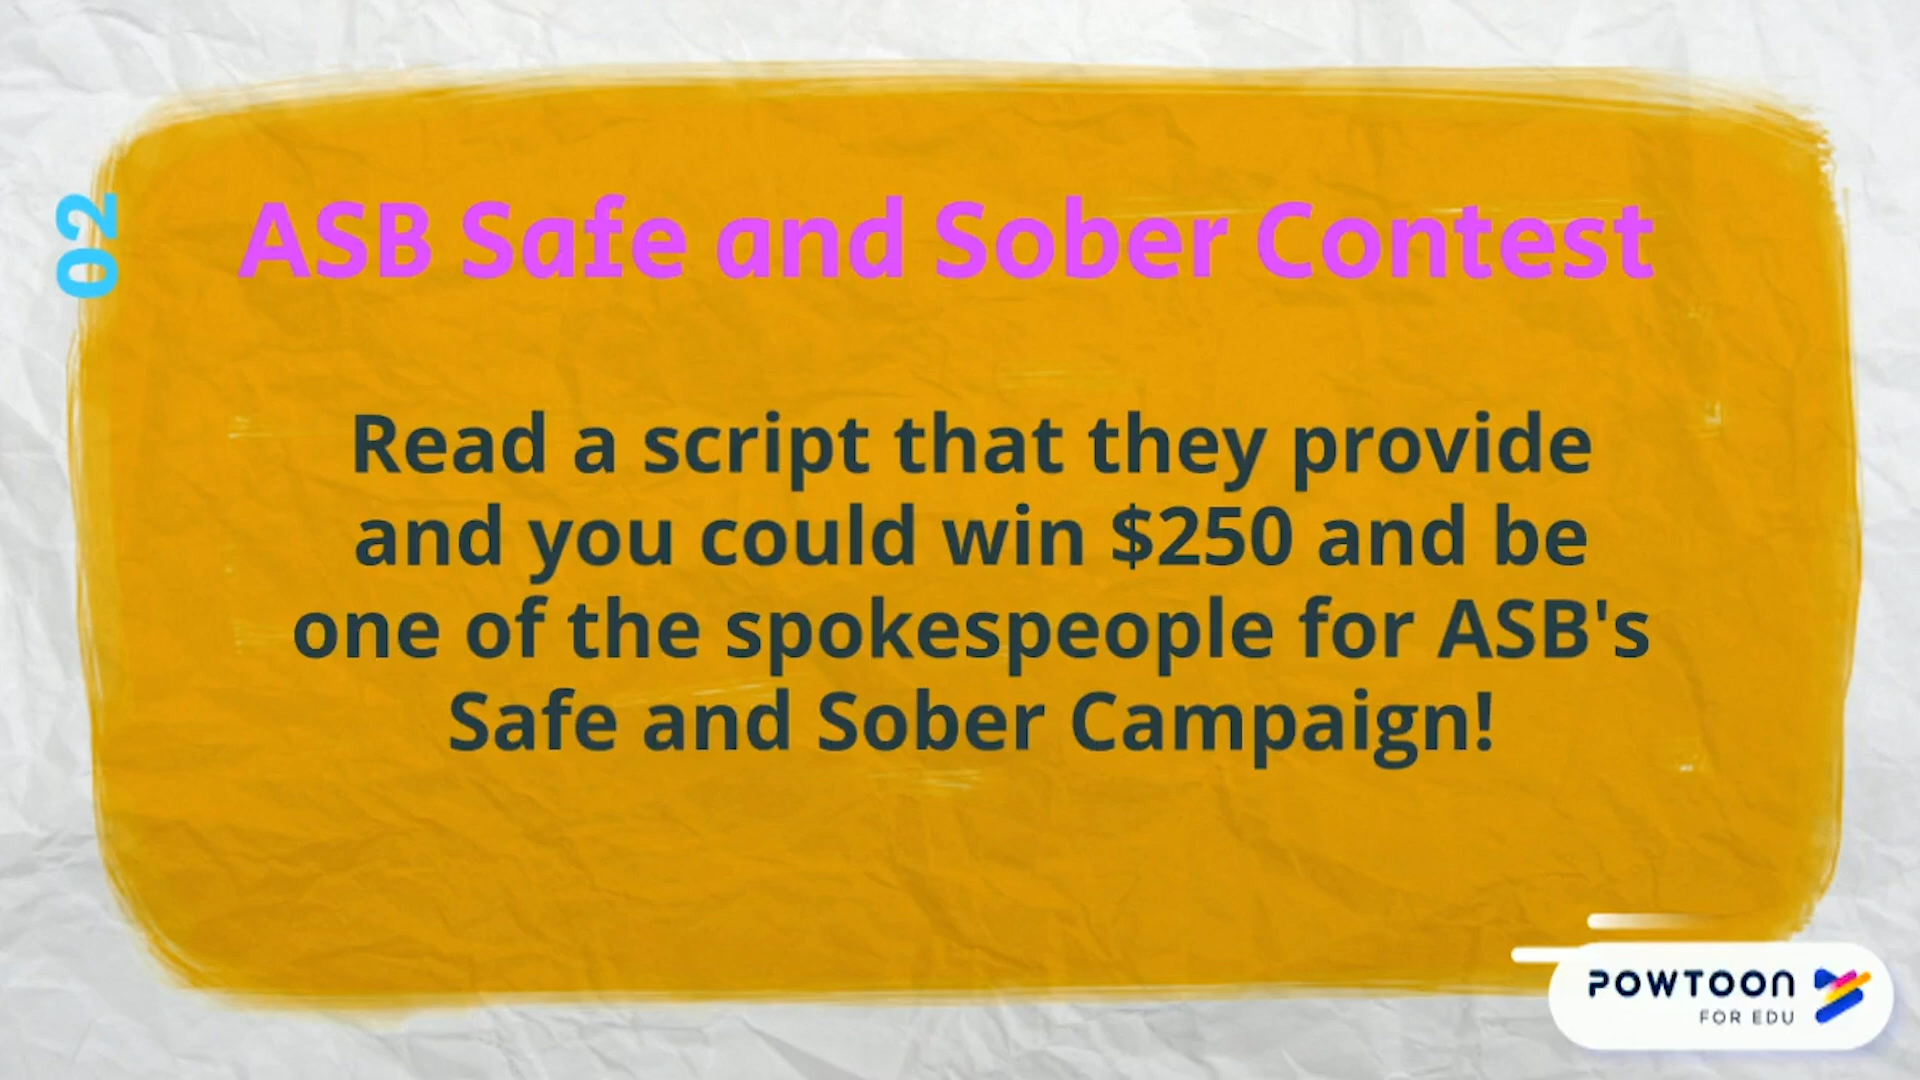 02
ASB Safe and Sober Contest
Read a script that they provide
and you could win $250 and be
one of the spokespeople for ASB's
Safe and Sober Campaign!
POWTOON
FOR EDU